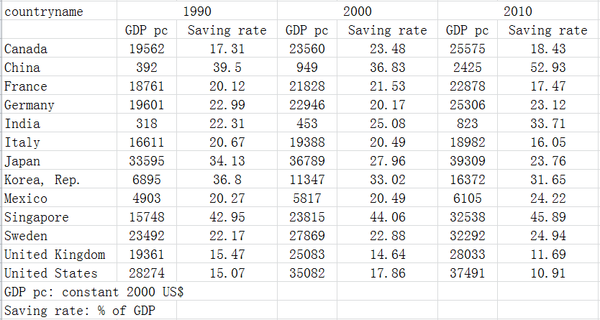 countryname 1990 2000 2010
GDP pc Saving rate GDP pc Saving rate GDP pc Saving rate
Canada 19562 17.31 23560 23.48 25575 18.43
China 392 39.5 949 36.83 2425 52.93
France 18761 20.12 21828 21.53 22878 17.47
Germany 19601 22.99 22946 20.17 25306 23.12
India 318 22.31 453 25.08 823 33.71
Italy 16611 20.67 19388 20.49 18982 16.05
Japan 33595 34.13 36789 27.96 39309 23.76
Korea, Rep. 6895 36.8 11347 33.02 16372 31.65
Mexico 4903 20.27 5817 20.49 6105 24.22
Singapore 15748 42.95 23815 44.06 32538 45.89
Sweden 23492 22.17 27869 22.88 32292 24.94
United Kingdom 19361 15.47 25083 14.64 28033 11.69
United States 28274 15.07 35082 17.86 37491 10.91
GDP pc: constant 2000 US$
Saving rate: % of GDP